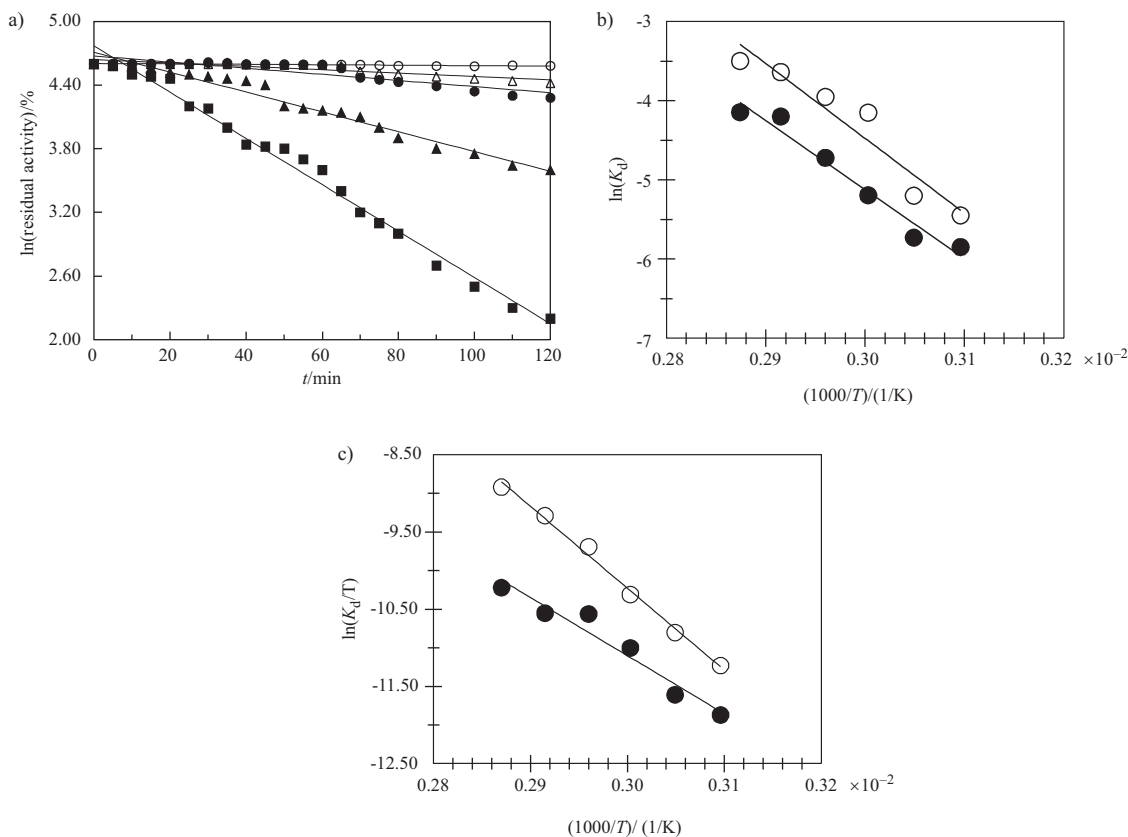 a)
5.00
4.40
3.80
3.20
2.60
2.00
ln(residual activity)/%
0 20 40 60 80 100 120
t/min
b)
-3
-4
-5
-6
-7
ln(Kd)
0.28 0.29 0.30 0.31 0.32 ×10−2
(1000/T)/(1/K)
c)
-8.50
-9.50
-10.50
-11.50
-12.50
ln(Kd/T)
0.28 0.29 0.30 0.31 0.32 ×10−2
(1000/T)/ (1/K)